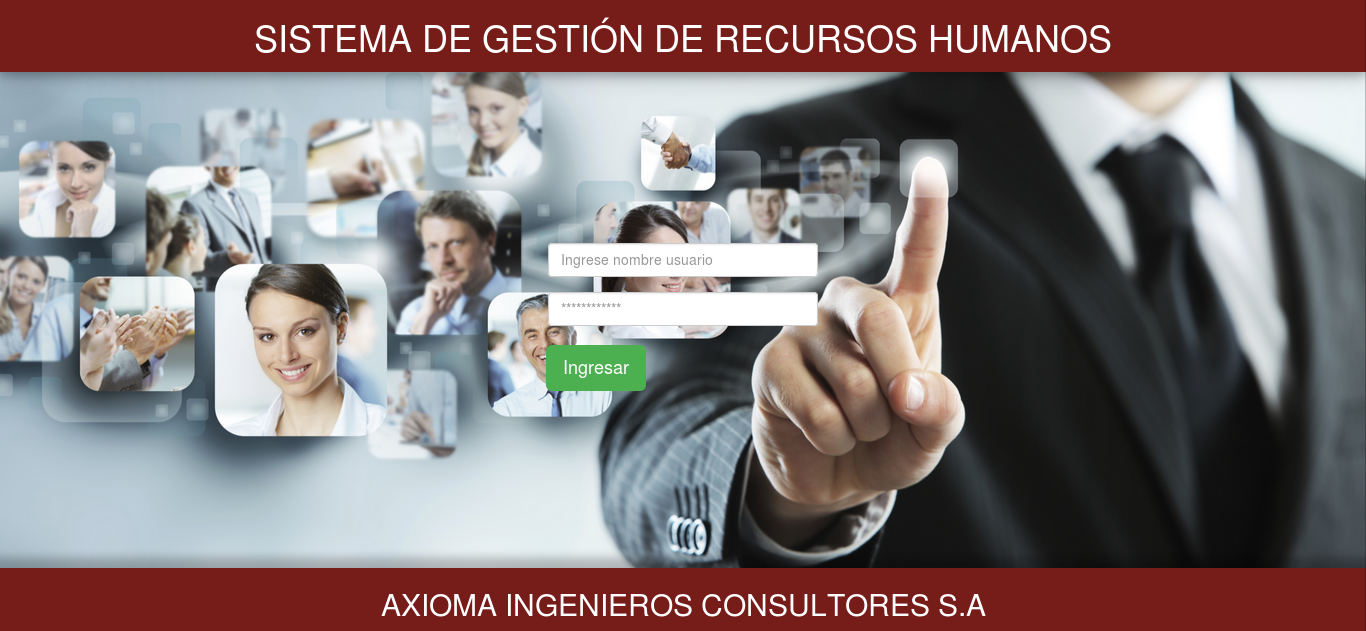 SISTEMA DE GESTIÓN DE RECURSOS HUMANOS
Ingrese nombre usuario
************
Ingresar
AXIOMA INGENIEROS CONSULTORES S.A